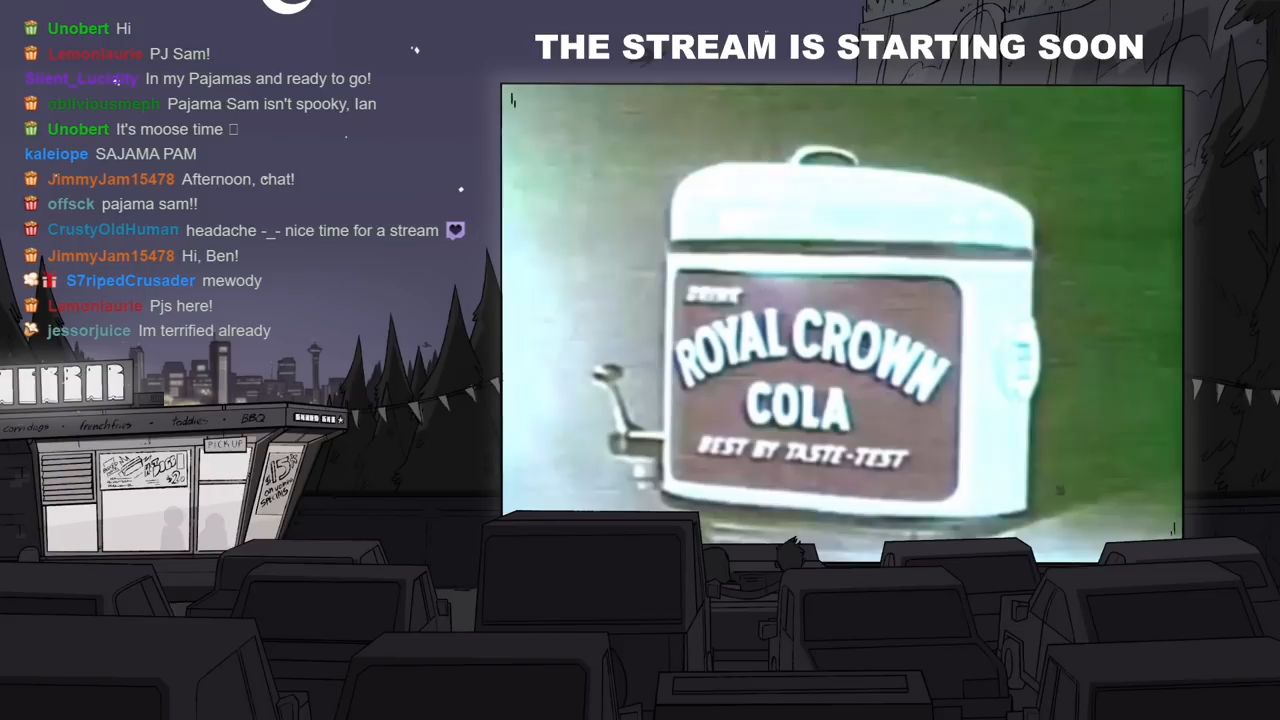 Unobert Hi
Lemonlaurie PJ Sam!
Silent_Lucidity In my Pajamas and ready to go!
obliviousmeph Pajama Sam isn't spooky, Ian
Unobert It's moose time
kaleiope SAJAMA PAM
JimmyJam15478 Afternoon, chat!
offsck pajama sam!!
CrustyOldHuman headache -_- nice time for a stream
JimmyJam15478 Hi, Ben!
S7ripedCrusader mewody
Lemonlaurie Pjs here!
jessorjuice Im terrified already
THE STREAM IS STARTING SOON
DRINK
ROYAL CROWN
COLA
BEST BY TASTE-TEST
corndogs · frenchfries · toddies · BBQ
PICK UP